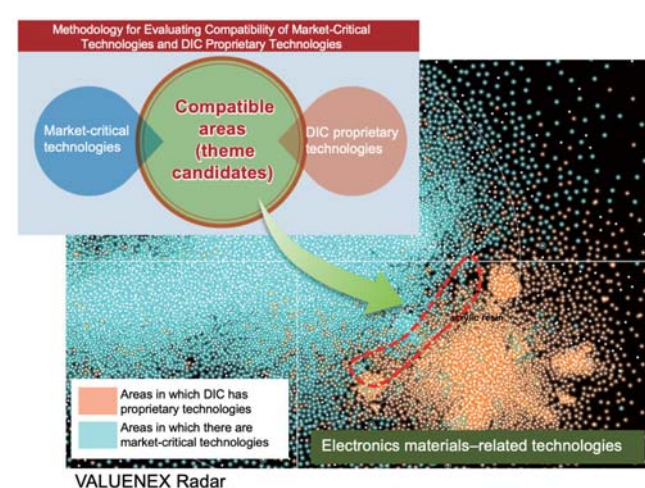 Methodology for Evaluating Compatibility of Market-Critical
Technologies and DIC Proprietary Technologies
Market-critical
technologies
Compatible
areas
(theme
candidates)
DIC proprietary
technologies
acrylic resin
Areas in which DIC has
proprietary technologies
Areas in which there are
market-critical technologies
Electronics materials–related technologies
VALUENEX Radar